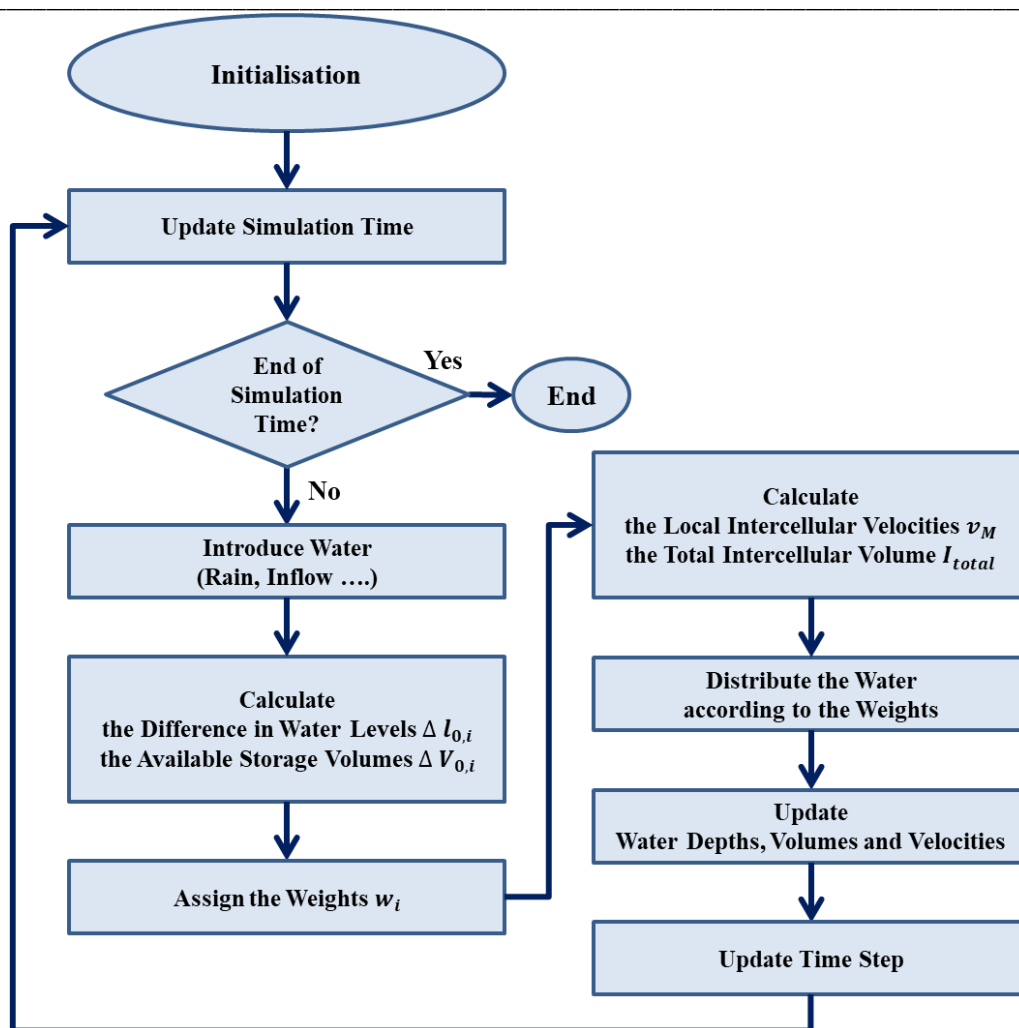 Initialisation
Update Simulation Time
End of
Simulation
Time?
Yes
End
No
Introduce Water
(Rain, Inflow ….)
Calculate
the Difference in Water Levels Δ l₀,ᵢ
the Available Storage Volumes Δ V₀,ᵢ
Assign the Weights wᵢ
Calculate
the Local Intercellular Velocities v_M
the Total Intercellular Volume I_total
Distribute the Water
according to the Weights
Update
Water Depths, Volumes and Velocities
Update Time Step